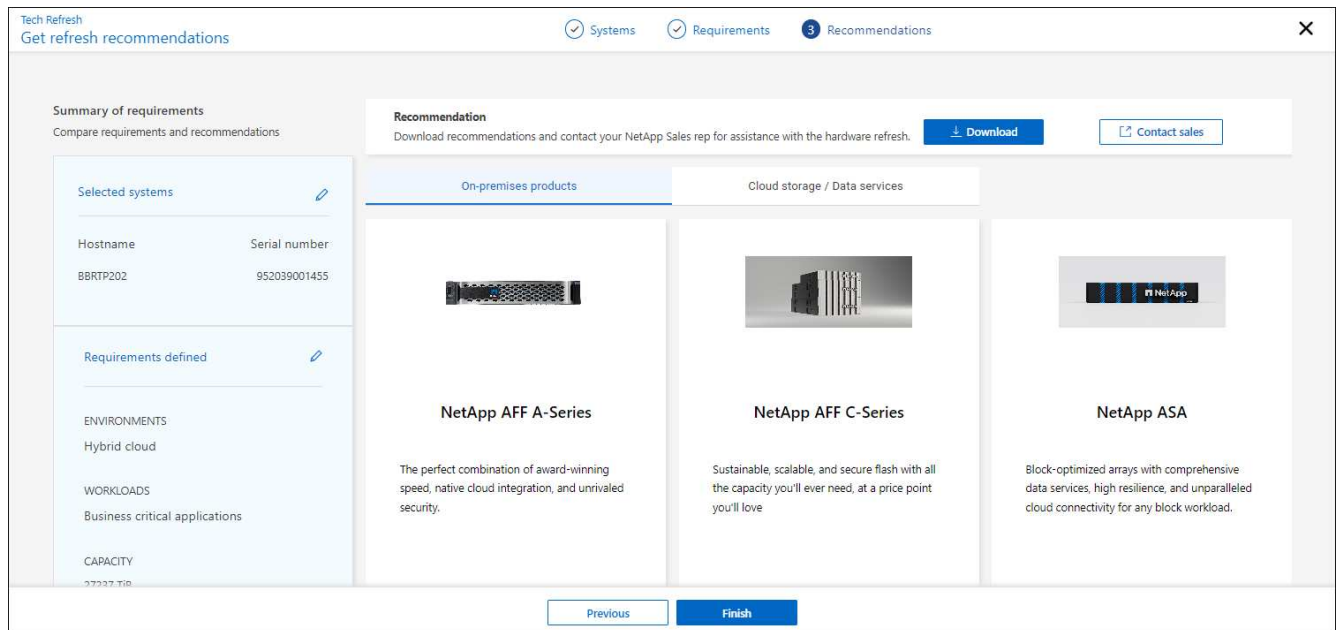 Tech Refresh
Get refresh recommendations
Systems
Requirements
3 Recommendations
Summary of requirements
Compare requirements and recommendations
Recommendation
Download recommendations and contact your NetApp Sales rep for assistance with the hardware refresh.
Download
Contact sales
Selected systems
Hostname Serial number
BBRTP202 952039001455
Requirements defined
ENVIRONMENTS
Hybrid cloud
WORKLOADS
Business critical applications
CAPACITY
27237 TiB
On-premises products
Cloud storage / Data services
NetApp AFF A-Series
The perfect combination of award-winning
speed, native cloud integration, and unrivaled
security.
NetApp AFF C-Series
Sustainable, scalable, and secure flash with all
the capacity you'll ever need, at a price point
you'll love
NetApp
NetApp ASA
Block-optimized arrays with comprehensive
data services, high resilience, and unparalleled
cloud connectivity for any block workload.
Previous
Finish